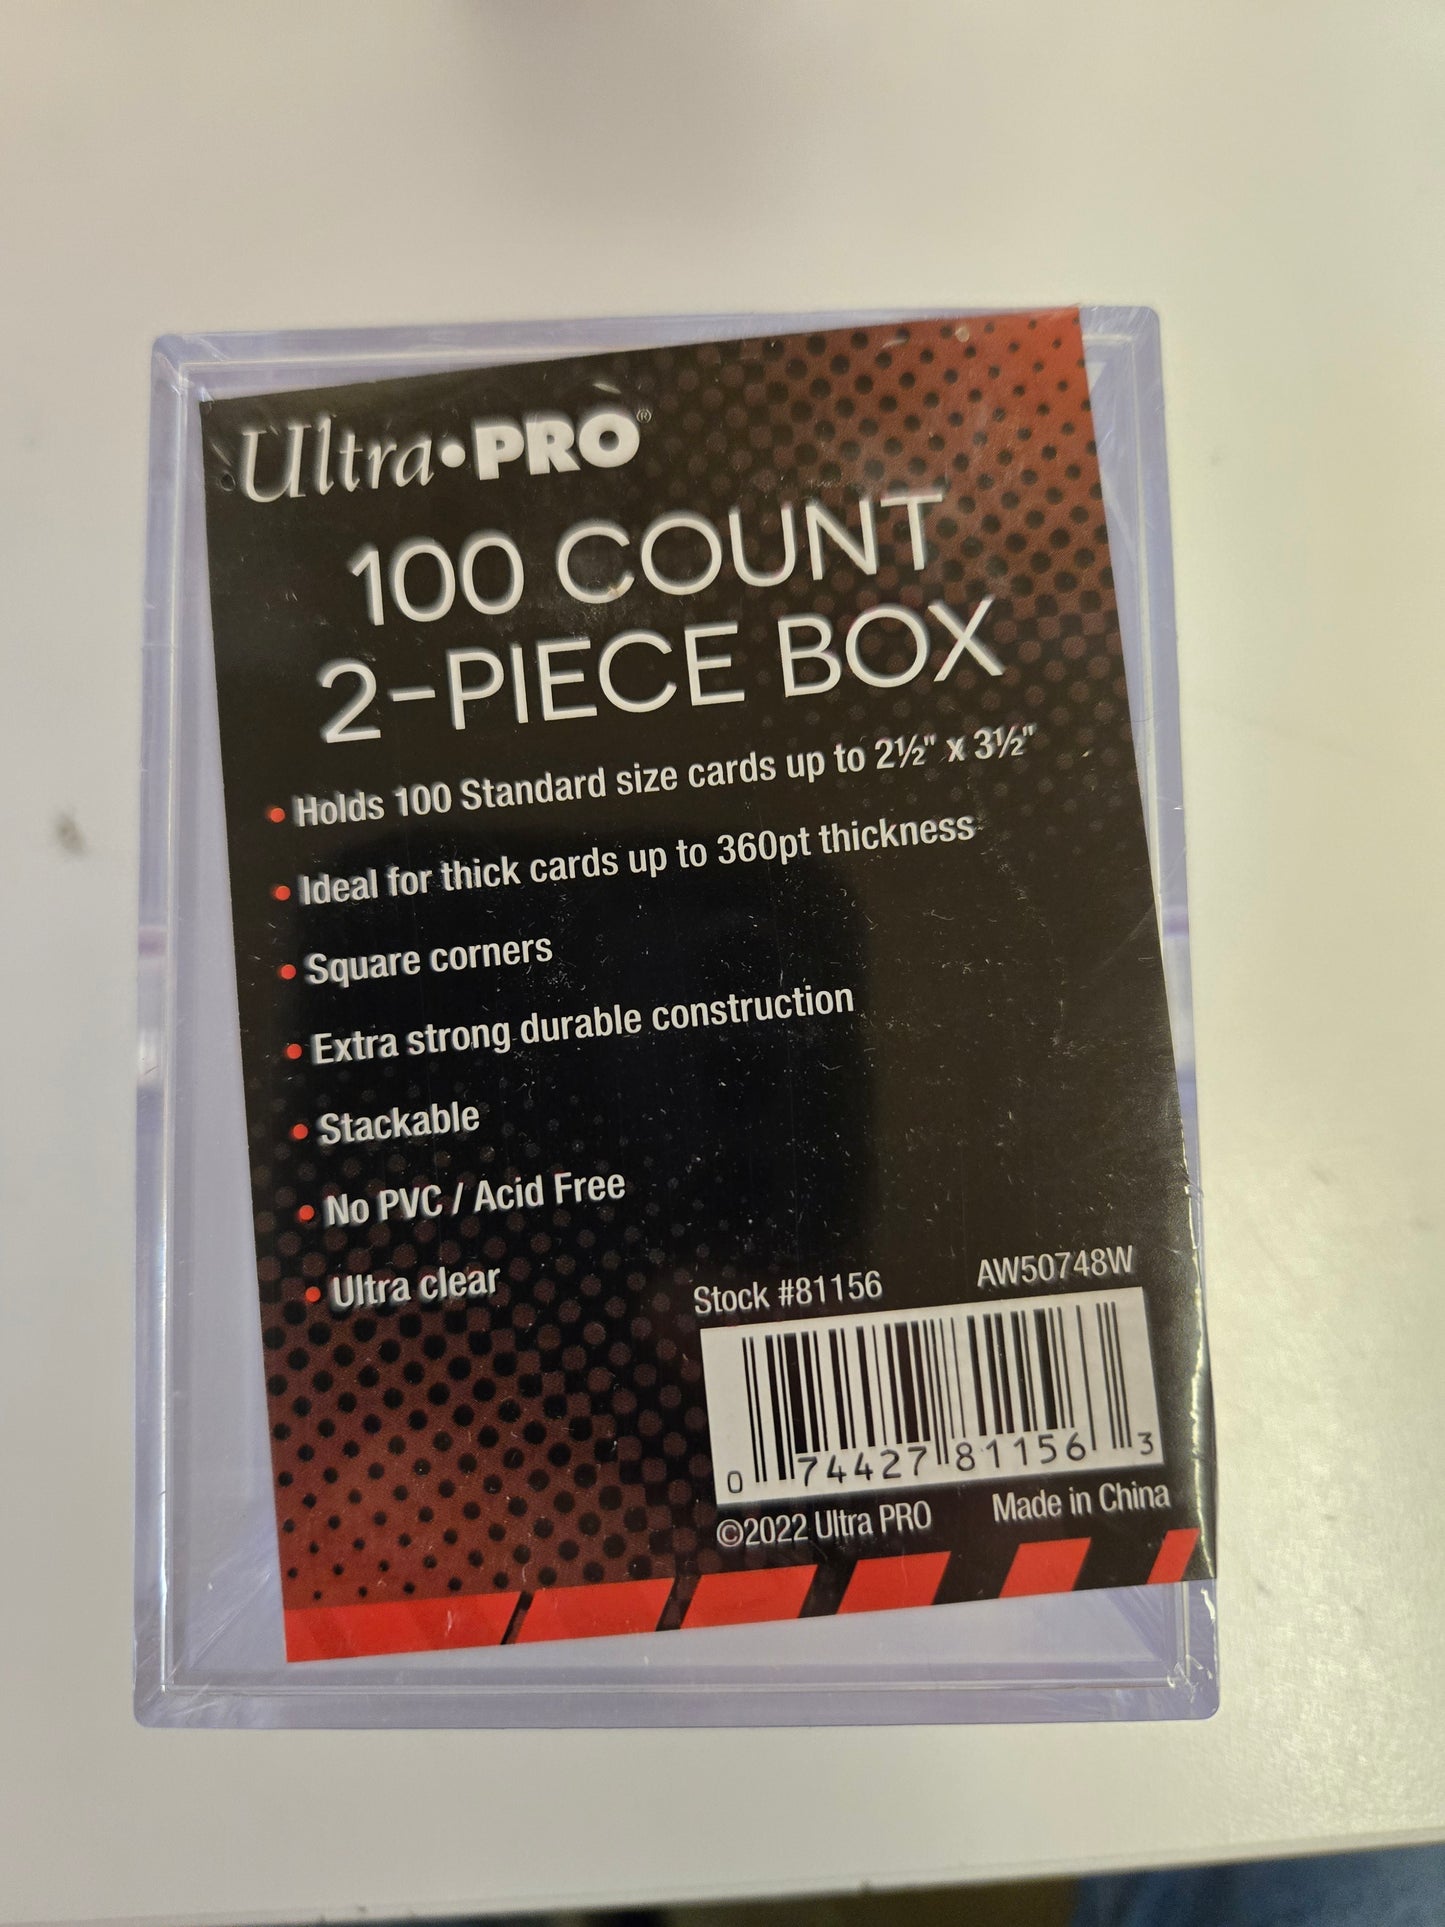 Ultra•PRO®
100 COUNT
2-PIECE BOX
• Holds 100 Standard size cards up to 2½" x 3½"
• Ideal for thick cards up to 360pt thickness
• Square corners
• Extra strong durable construction
• Stackable
• No PVC / Acid Free
• Ultra clear
Stock #81156 AW50748W
0 74427 81156 3
©2022 Ultra PRO Made in China